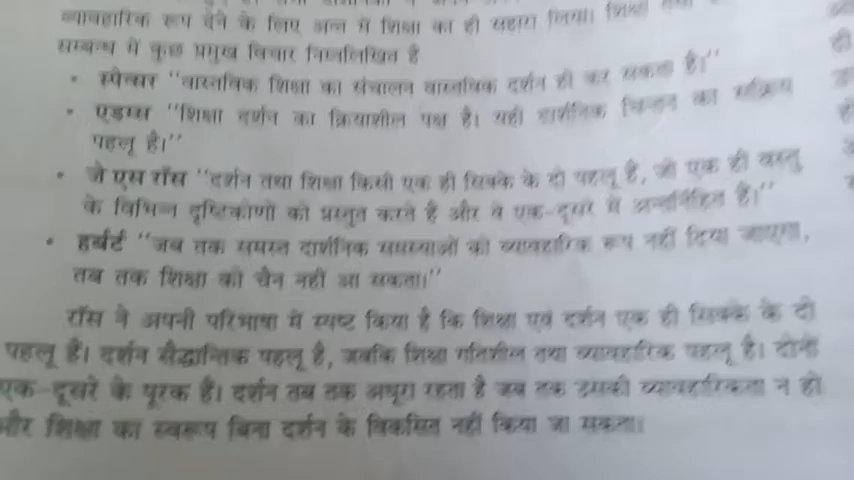 व्यावहारिक रूप देने के लिए अन्त में शिक्षा का ही सहारा लिया। शिक्षा
सम्बन्ध में कुछ प्रमुख विचार निम्नलिखित है
• स्पेन्सर "वास्तविक शिक्षा का संचालन वास्तविक दर्शन ही कर सकता है।"
• एडम्स "शिक्षा दर्शन का क्रियाशील पक्ष है। यही दार्शनिक चिन्तन का सक्रिय
पहलू है।"
• जे एस रॉस "दर्शन तथा शिक्षा किसी एक ही सिक्के के दो पहलू है, जो एक ही वस्तु
के विभिन्न दृष्टिकोणों को प्रस्तुत करते है और वे एक-दूसरे में अन्तर्निहित है।"
• हर्बर्ट "जब तक समस्त दार्शनिक समस्याओं को व्यावहारिक रूप नहीं दिया जाएगा,
तब तक शिक्षा को चैन नहीं आ सकता।"
रॉस ने अपनी परिभाषा में स्पष्ट किया है कि शिक्षा एवं दर्शन एक ही सिक्के के दो
पहलू हैं। दर्शन सैद्धान्तिक पहलू है, जबकि शिक्षा गतिशील तथा व्यावहारिक पहलू है। दोनों
एक-दूसरे के पूरक है। दर्शन तब तक अधूरा रहता है जब तक उसकी व्यावहारिकता न हो
और शिक्षा का स्वरूप बिना दर्शन के विकसित नहीं किया जा सकता।